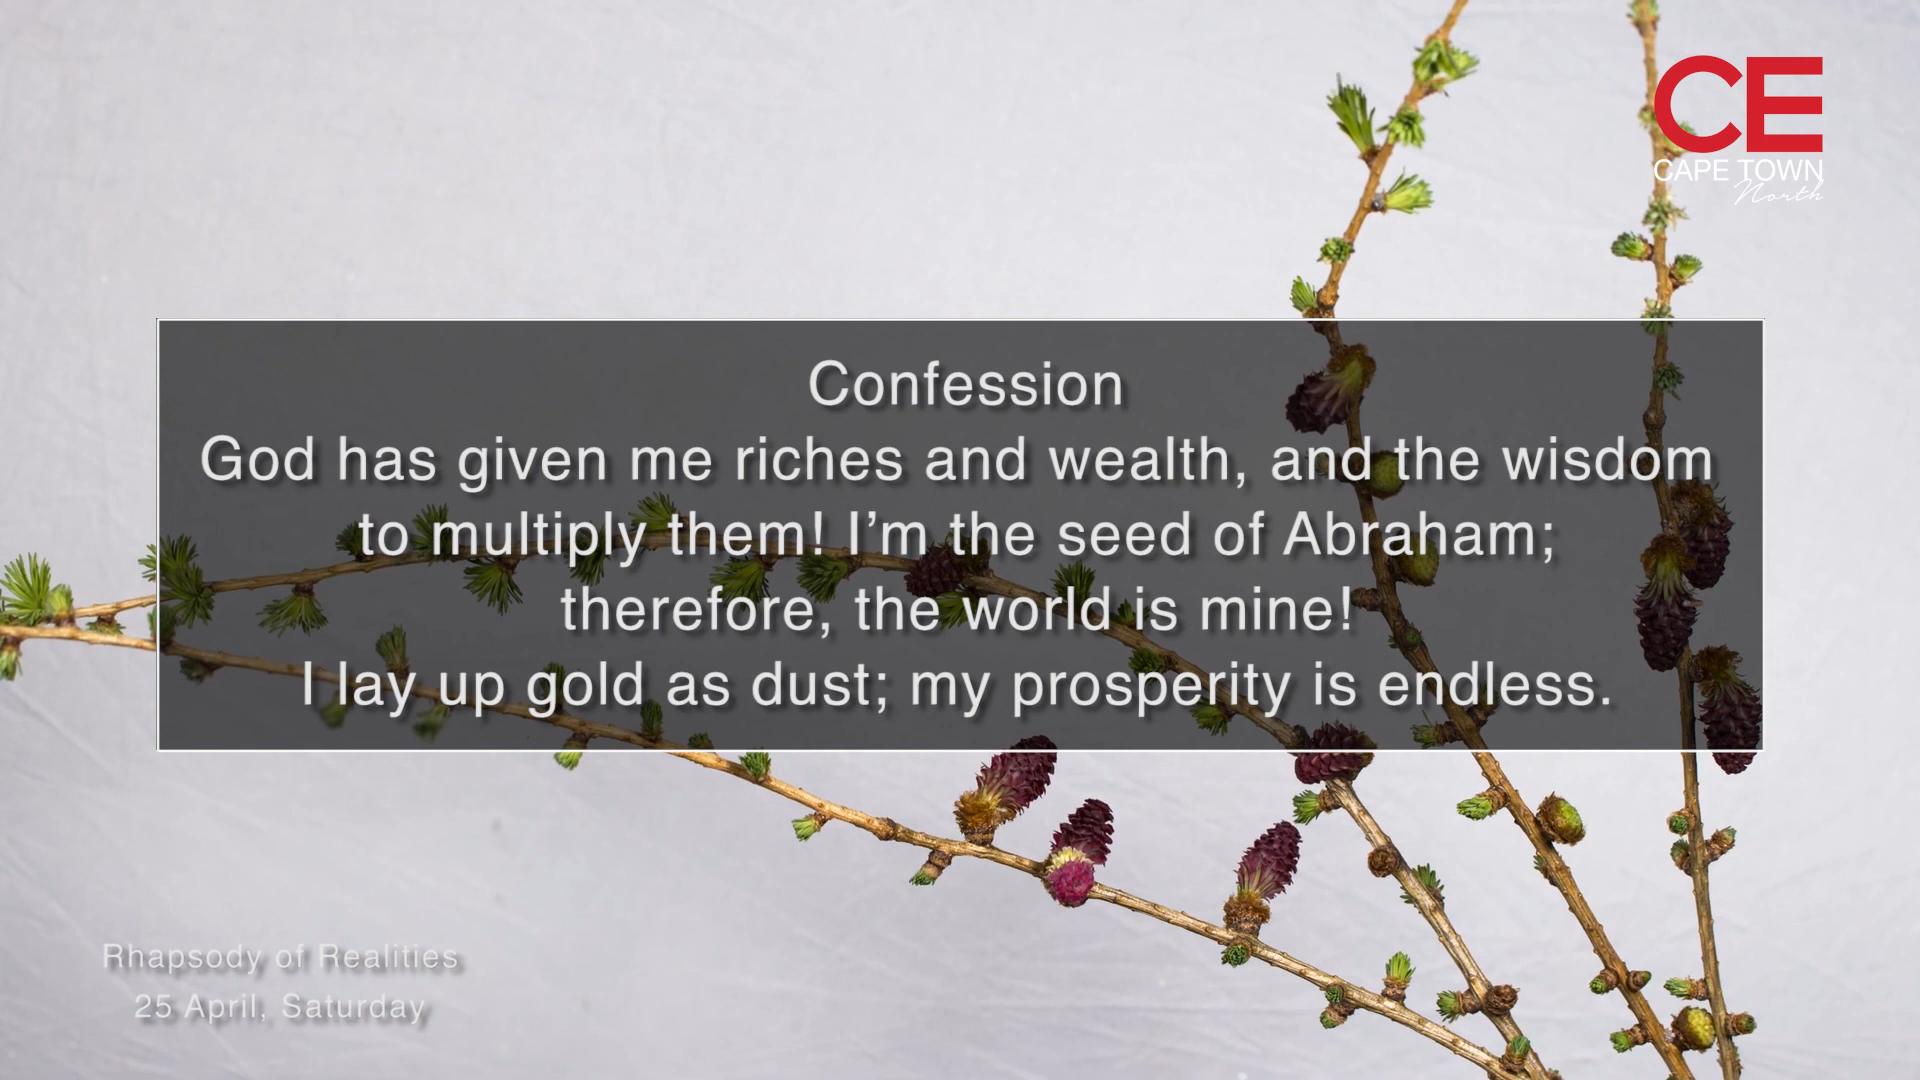 CE
CAPE TOWN
North
Confession
God has given me riches and wealth, and the wisdom
to multiply them! I’m the seed of Abraham;
therefore, the world is mine!
I lay up gold as dust; my prosperity is endless.
Rhapsody of Realities
25 April, Saturday